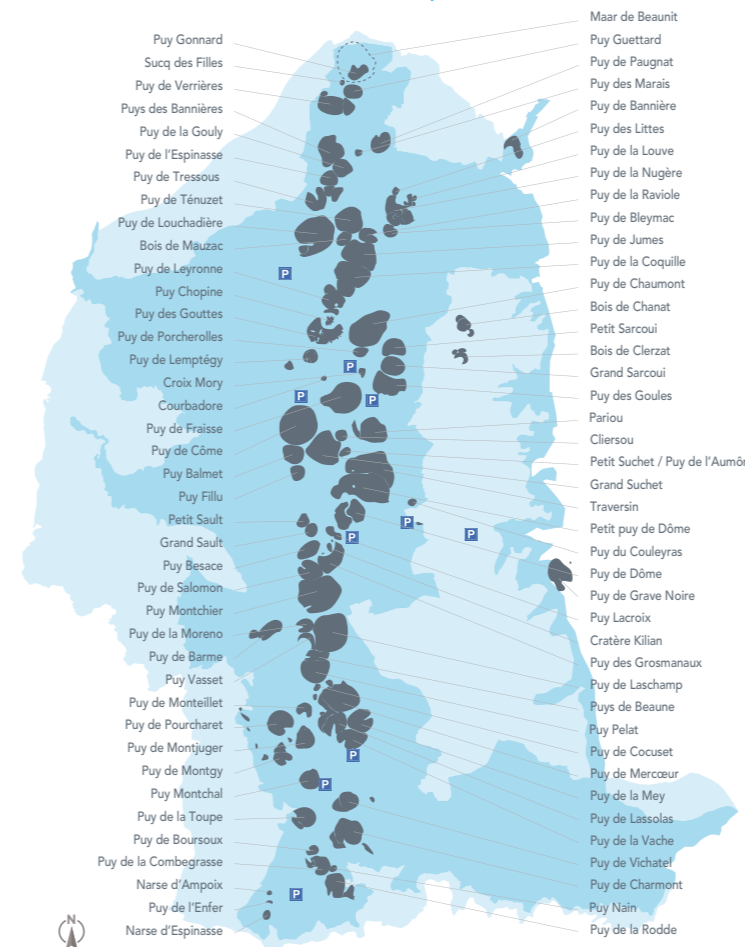 Puy Gonnard
Sucq des Filles
Puy de Verrières
Puys des Bannières
Puy de la Gouly
Puy de l'Espinasse
Puy de Tressous
Puy de Ténuzet
Puy de Louchadière
Bois de Mauzac
Puy de Leyronne
Puy Chopine
Puy des Gouttes
Puy de Porcherolles
Puy de Lemptégy
Croix Mory
Courbadore
Puy de Fraisse
Puy de Côme
Puy Balmet
Puy Fillu
Petit Sault
Grand Sault
Puy Besace
Puy de Salomon
Puy Montchier
Puy de la Moreno
Puy de Barme
Puy Vasset
Puy de Monteillet
Puy de Pourcharet
Puy de Montjuger
Puy de Montgy
Puy Montchal
Puy de la Toupe
Puy de Boursoux
Puy de la Combegrasse
Narse d'Ampoix
Puy de l'Enfer
Narse d'Espinasse
N
P
P
P
P
P
P
P
P
P
P
Maar de Beaunit
Puy Guettard
Puy de Paugnat
Puy des Marais
Puy de Bannière
Puy des Littes
Puy de la Louve
Puy de la Nugère
Puy de la Raviole
Puy de Bleymac
Puy de Jumes
Puy de la Coquille
Puy de Chaumont
Bois de Chanat
Petit Sarcoui
Bois de Clerzat
Grand Sarcoui
Puy des Goules
Pariou
Cliersou
Petit Suchet / Puy de l'Aumôn
Grand Suchet
Traversin
Petit puy de Dôme
Puy du Couleyras
Puy de Dôme
Puy de Grave Noire
Puy Lacroix
Cratère Kilian
Puy des Grosmanaux
Puy de Laschamp
Puys de Beaune
Puy Pelat
Puy de Cocuset
Puy de Mercœur
Puy de la Mey
Puy de Lassolas
Puy de la Vache
Puy de Vichatel
Puy de Charmont
Puy Nain
Puy de la Rodde